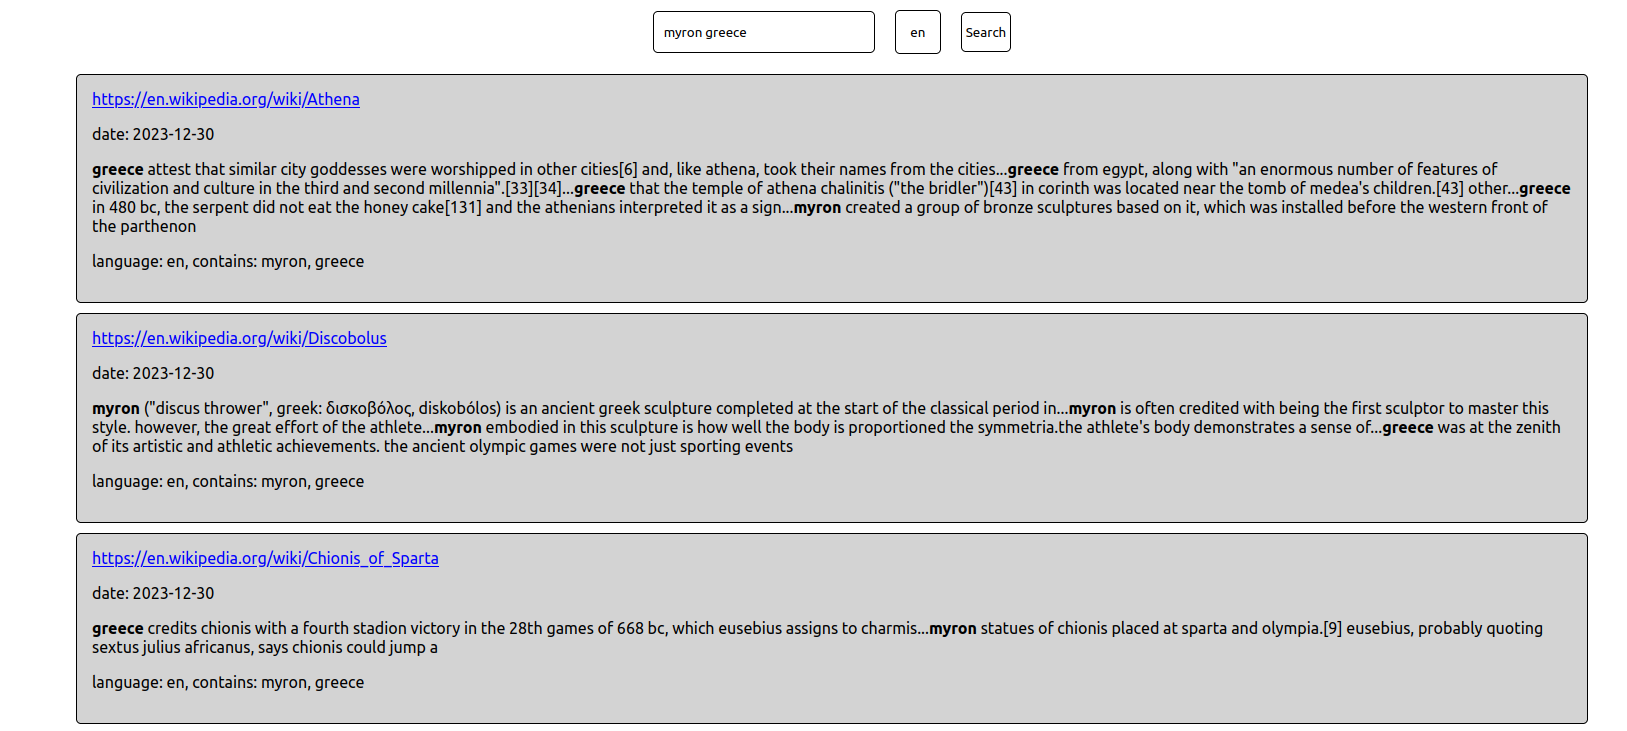 myron greece
en
Search
https://en.wikipedia.org/wiki/Athena
date: 2023-12-30
greece attest that similar city goddesses were worshipped in other cities[6] and, like athena, took their names from the cities...greece from egypt, along with "an enormous number of features of
civilization and culture in the third and second millennia".[33][34]...greece that the temple of athena chalinitis ("the bridler")[43] in corinth was located near the tomb of medea's children.[43] other...greece
in 480 bc, the serpent did not eat the honey cake[131] and the athenians interpreted it as a sign...myron created a group of bronze sculptures based on it, which was installed before the western front of
the parthenon
language: en, contains: myron, greece
https://en.wikipedia.org/wiki/Discobolus
date: 2023-12-30
myron ("discus thrower", greek: δισκοβόλος, diskobólos) is an ancient greek sculpture completed at the start of the classical period in...myron is often credited with being the first sculptor to master this
style. however, the great effort of the athlete...myron embodied in this sculpture is how well the body is proportioned the symmetria.the athlete's body demonstrates a sense of...greece was at the zenith
of its artistic and athletic achievements. the ancient olympic games were not just sporting events
language: en, contains: myron, greece
https://en.wikipedia.org/wiki/Chionis_of_Sparta
date: 2023-12-30
greece credits chionis with a fourth stadion victory in the 28th games of 668 bc, which eusebius assigns to charmis...myron statues of chionis placed at sparta and olympia.[9] eusebius, probably quoting
sextus julius africanus, says chionis could jump a
language: en, contains: myron, greece